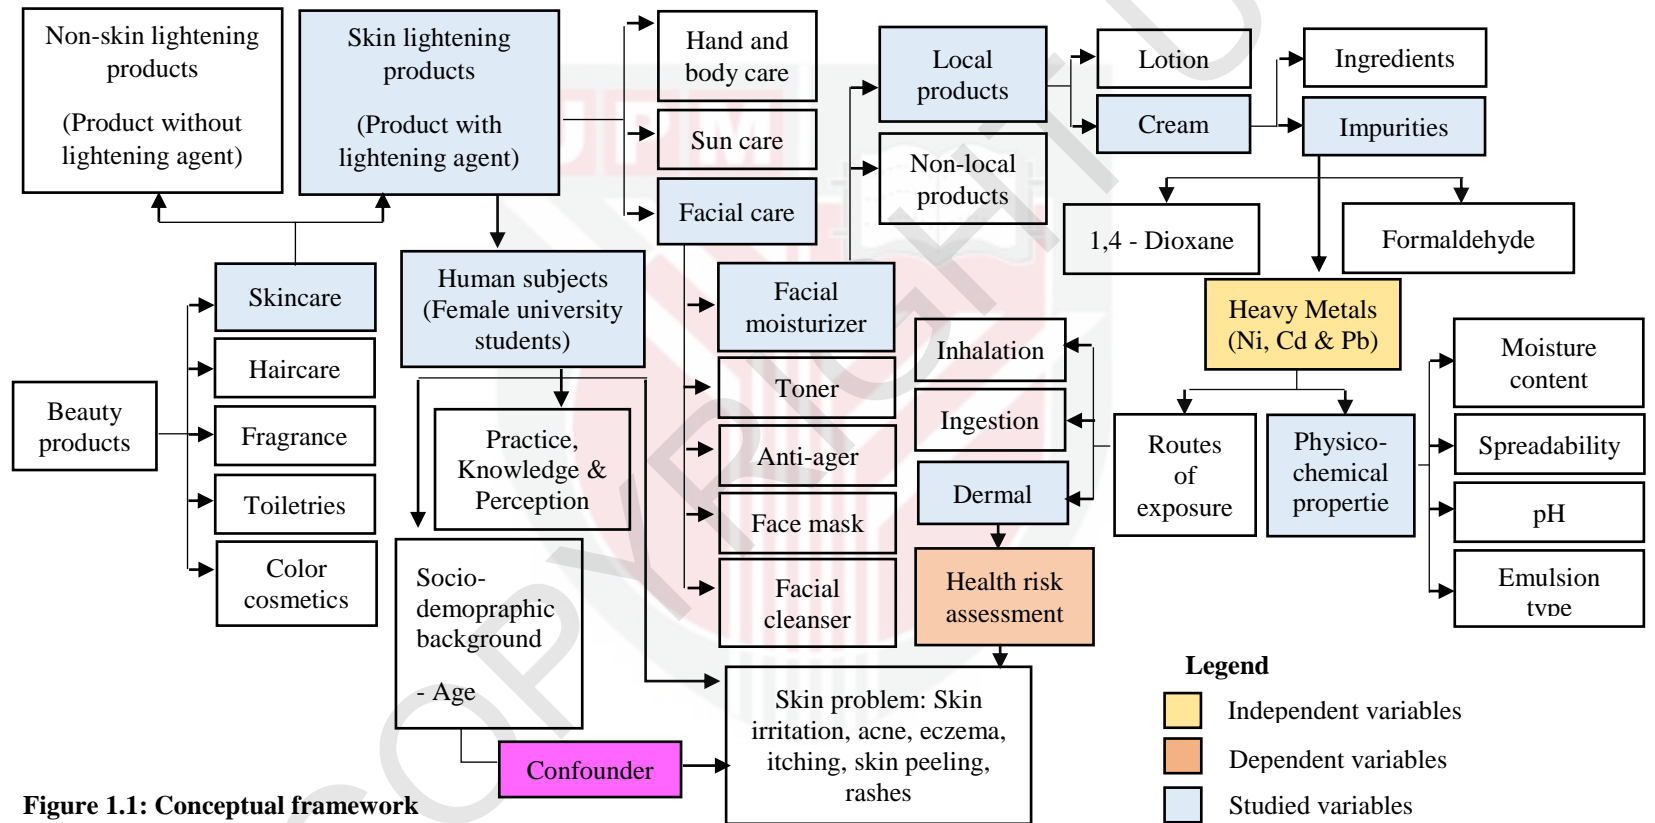 Non-skin lightening
products
(Product without
lightening agent)
Skin lightening
products
(Product with
lightening agent)
Hand and
body care
Sun care
Facial care
Local
products
Non-local
products
Lotion
Cream
Ingredients
Impurities
1,4 - Dioxane
Formaldehyde
Heavy Metals
(Ni, Cd & Pb)
Beauty
products
Skincare
Haircare
Fragrance
Toiletries
Color
cosmetics
Human subjects
(Female university
students)
Practice,
Knowledge &
Perception
Socio-
demopraphic
background
- Age
Facial
moisturizer
Toner
Anti-ager
Face mask
Facial
cleanser
Inhalation
Ingestion
Dermal
Routes
of
exposure
Physico-
chemical
propertie
Moisture
content
Spreadability
pH
Emulsion
type
Health risk
assessment
Skin problem: Skin
irritation, acne, eczema,
itching, skin peeling,
rashes
Confounder
Legend
Independent variables
Dependent variables
Studied variables
Figure 1.1: Conceptual framework
UPM
COPYRIGHT U